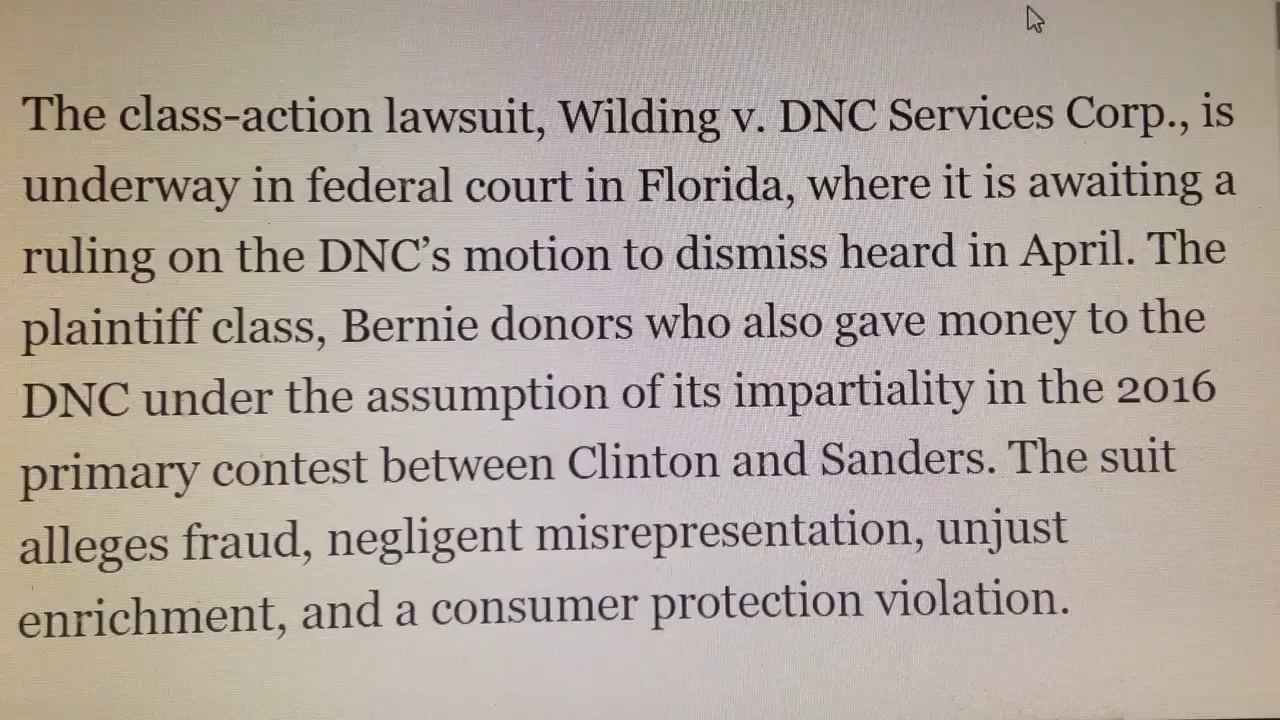 The class-action lawsuit, Wilding v. DNC Services Corp., is
underway in federal court in Florida, where it is awaiting a
ruling on the DNC’s motion to dismiss heard in April. The
plaintiff class, Bernie donors who also gave money to the
DNC under the assumption of its impartiality in the 2016
primary contest between Clinton and Sanders. The suit
alleges fraud, negligent misrepresentation, unjust
enrichment, and a consumer protection violation.